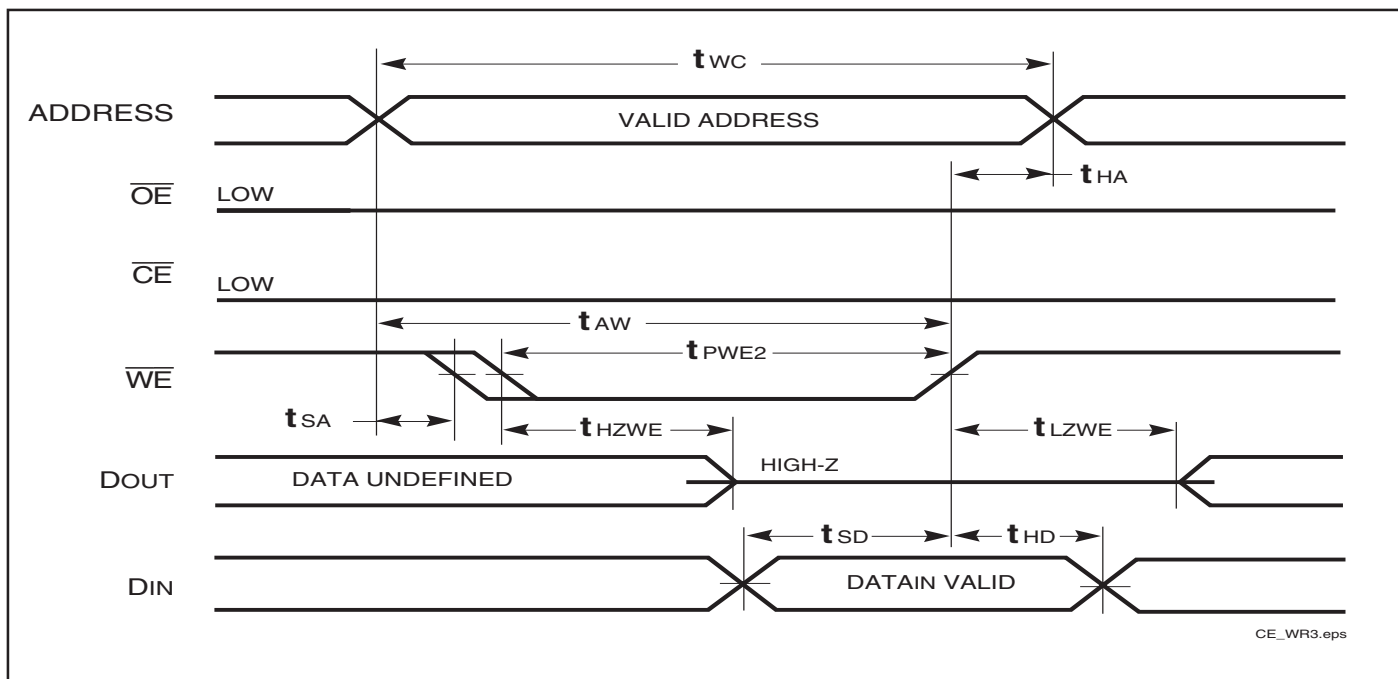 tWC
ADDRESS
VALID ADDRESS
tHA
OE
LOW
CE
LOW
tAW
tPWE2
WE
tSA
tHZWE
tLZWE
DOUT
DATA UNDEFINED
HIGH-Z
tSD
tHD
DIN
DATAIN VALID
CE_WR3.eps